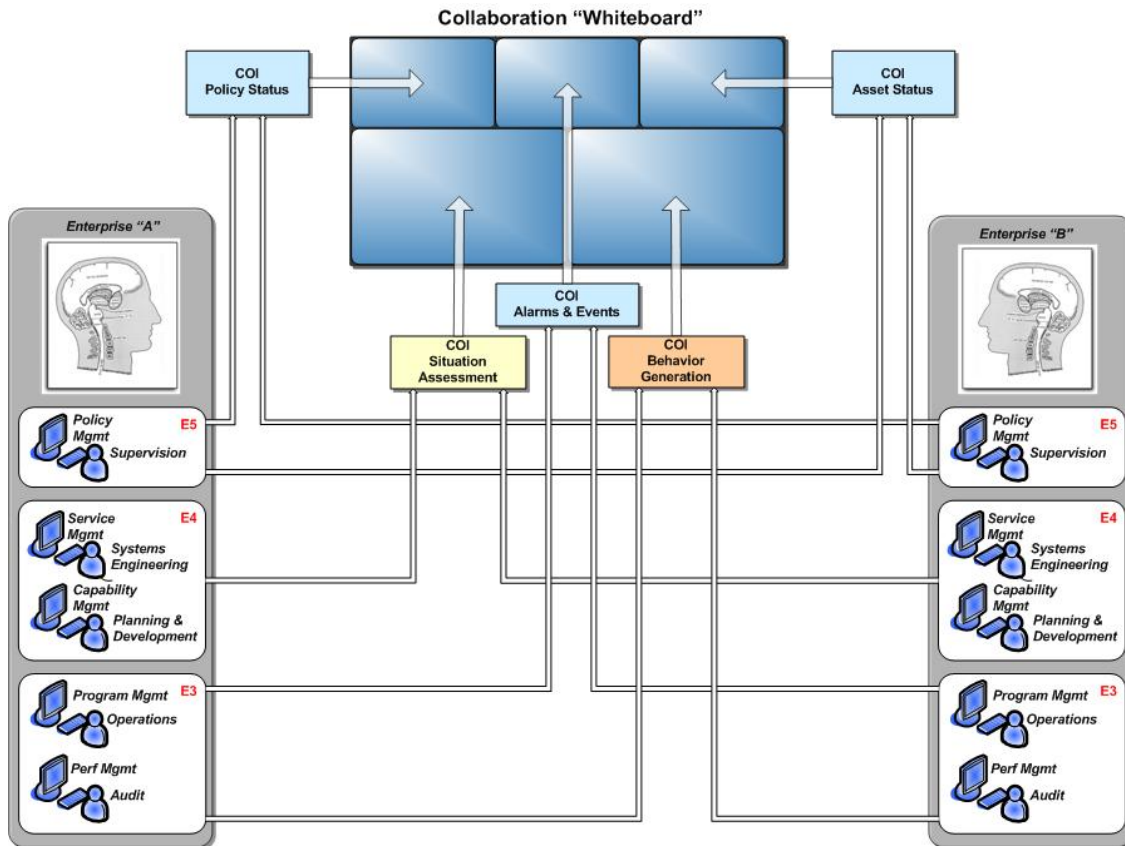 Collaboration “Whiteboard”
COI
Policy Status
COI
Asset Status
COI
Alarms & Events
COI
Situation
Assessment
COI
Behavior
Generation
Enterprise “A”
Policy
Mgmt
E5
Supervision
Service
Mgmt
E4
Systems
Engineering
Capability
Mgmt
Planning &
Development
Program Mgmt
E3
Operations
Perf Mgmt
Audit
Enterprise “B”
Policy
Mgmt
E5
Supervision
Service
Mgmt
E4
Systems
Engineering
Capability
Mgmt
Planning &
Development
Program Mgmt
E3
Operations
Perf Mgmt
Audit